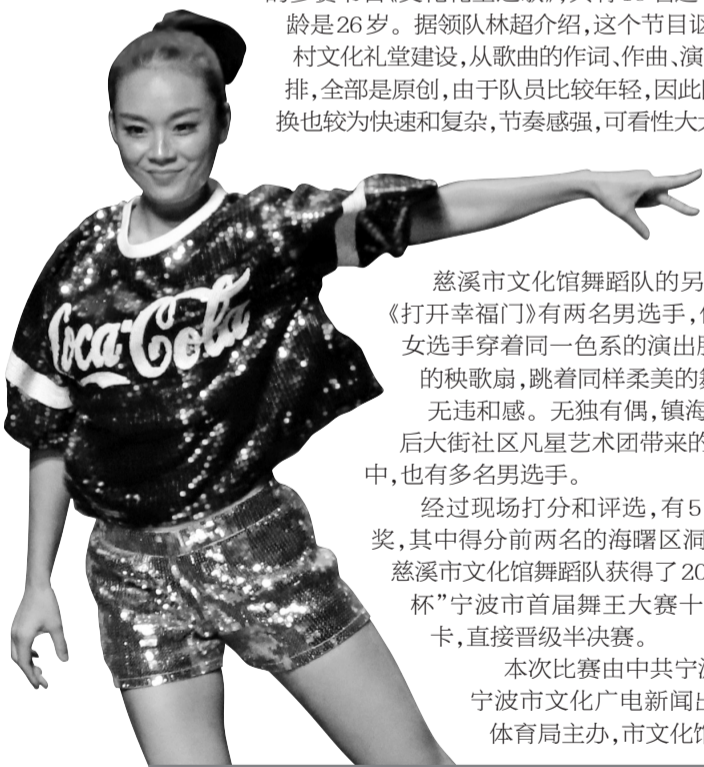 龄是26岁。据领队林超介绍,这个节目讴
村文化礼堂建设,从歌曲的作词、作曲、演
排,全部是原创,由于队员比较年轻,因此
换也较为快速和复杂,节奏感强,可看性大
Coca-Cola
慈溪市文化馆舞蹈队的另
《打开幸福门》有两名男选手,
女选手穿着同一色系的演出
的秧歌扇,跳着同样柔美的
无违和感。无独有偶,镇海
后大街社区凡星艺术团带来的
中,也有多名男选手。
经过现场打分和评选,有5
奖,其中得分前两名的海曙区洞
慈溪市文化馆舞蹈队获得了20
杯”宁波市首届舞王大赛十
卡,直接晋级半决赛。
本次比赛由中共宁波
宁波市文化广电新闻出
体育局主办,市文化馆